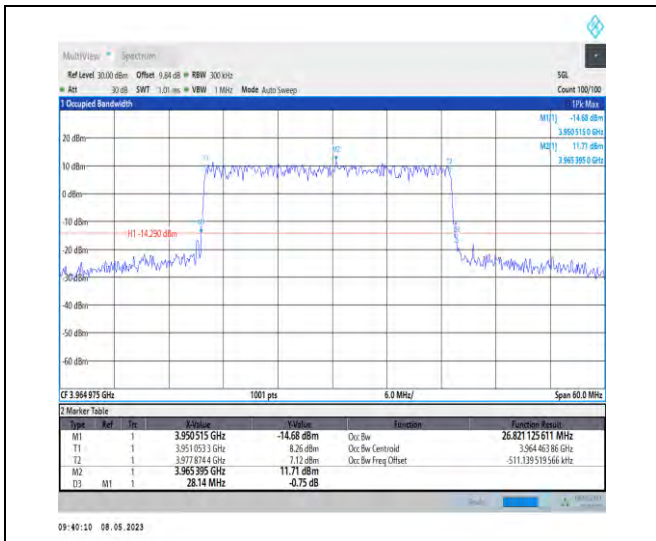 MultiView Spectrum
Ref Level 30.00 dBm Offset 9.84 dB RBW 300 kHz SGL
Att 30 dB SWT 1.01 ms VBW 1 MHz Mode Auto Sweep Count 100/100
1 Occupied Bandwidth 1Pk Max
M1[1] -14.68 dBm
3.950515 0 GHz
M2[1] 11.71 dBm
3.965 395 0 GHz
20 dBm
T1 M2 T2
10 dBm
0 dBm
-10 dBm
H1 -14.290 dBm
-20 dBm
-30 dBm
-40 dBm
-50 dBm
-60 dBm
CF 3.964 975 GHz 1001 pts 6.0 MHz/ Span 60.0 MHz
2 Marker Table
Type Ref Trc X-Value Y-Value Function Function Result
M1 1 3.950515 GHz -14.68 dBm Occ Bw 26.821 125 611 MHz
T1 1 3.951 053 3 GHz 8.26 dBm Occ Bw Centroid 3.964 463 86 GHz
T2 1 3.977 874 4 GHz 7.12 dBm Occ Bw Freq Offset -511.139 519 566 kHz
M2 1 3.965395 GHz 11.71 dBm
D3 M1 1 28.14 MHz -0.75 dB
09:40:10 08.05.2023